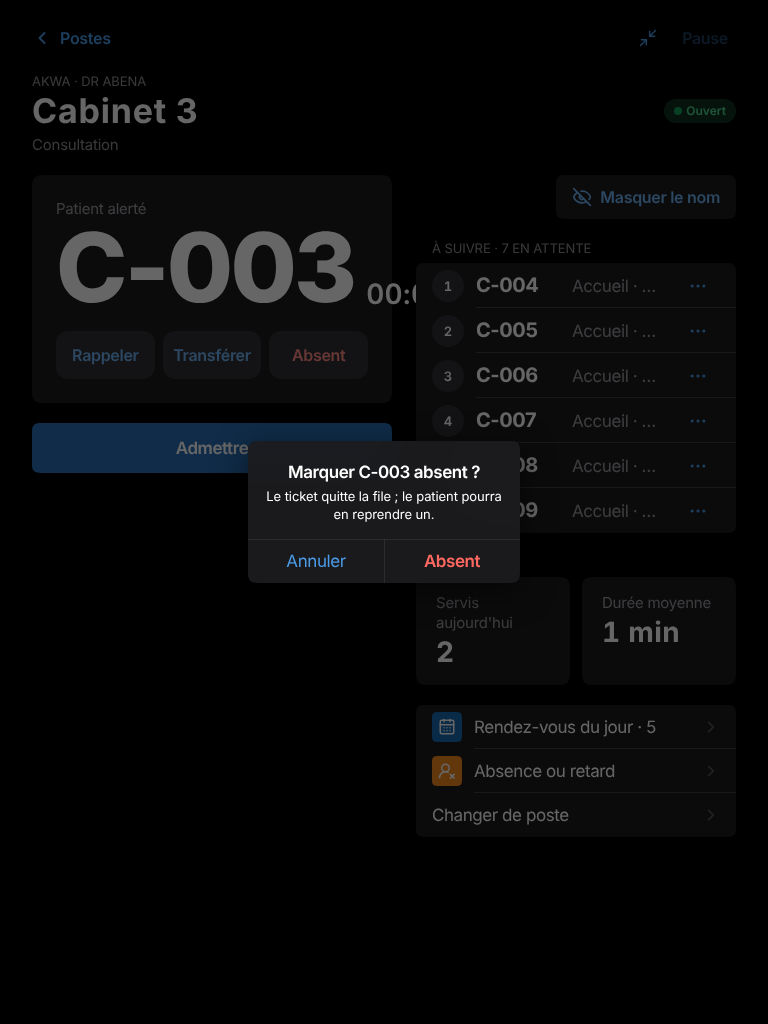 Postes
Pause
AKWA · DR ABENA
Cabinet 3
Ouvert
Consultation
Patient alerté
C-003
Rappeler
Transférer
Absent
Admettre
Masquer le nom
À SUIVRE · 7 EN ATTENTE
1 C-004 Accueil · ...
2 C-005 Accueil · ...
3 C-006 Accueil · ...
4 C-007 Accueil · ...
Accueil · ...
Accueil · ...
Marquer C-003 absent ?
Le ticket quitte la file ; le patient pourra
en reprendre un.
Annuler
Absent
Servis
aujourd'hui
2
Durée moyenne
1 min
Rendez-vous du jour · 5
Absence ou retard
Changer de poste